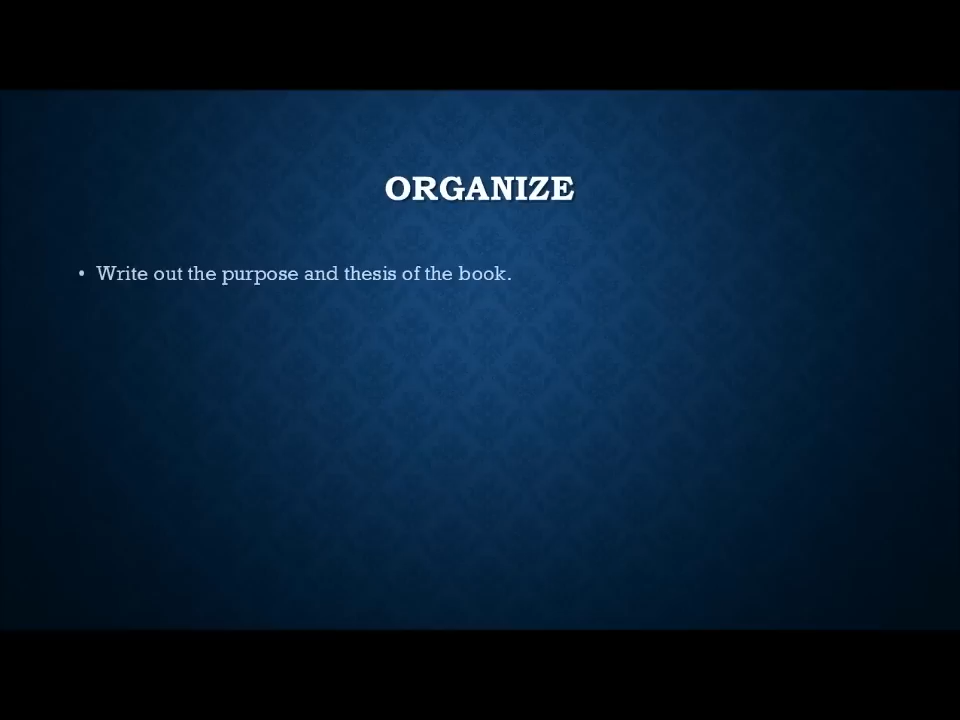 ORGANIZE
• Write out the purpose and thesis of the book.